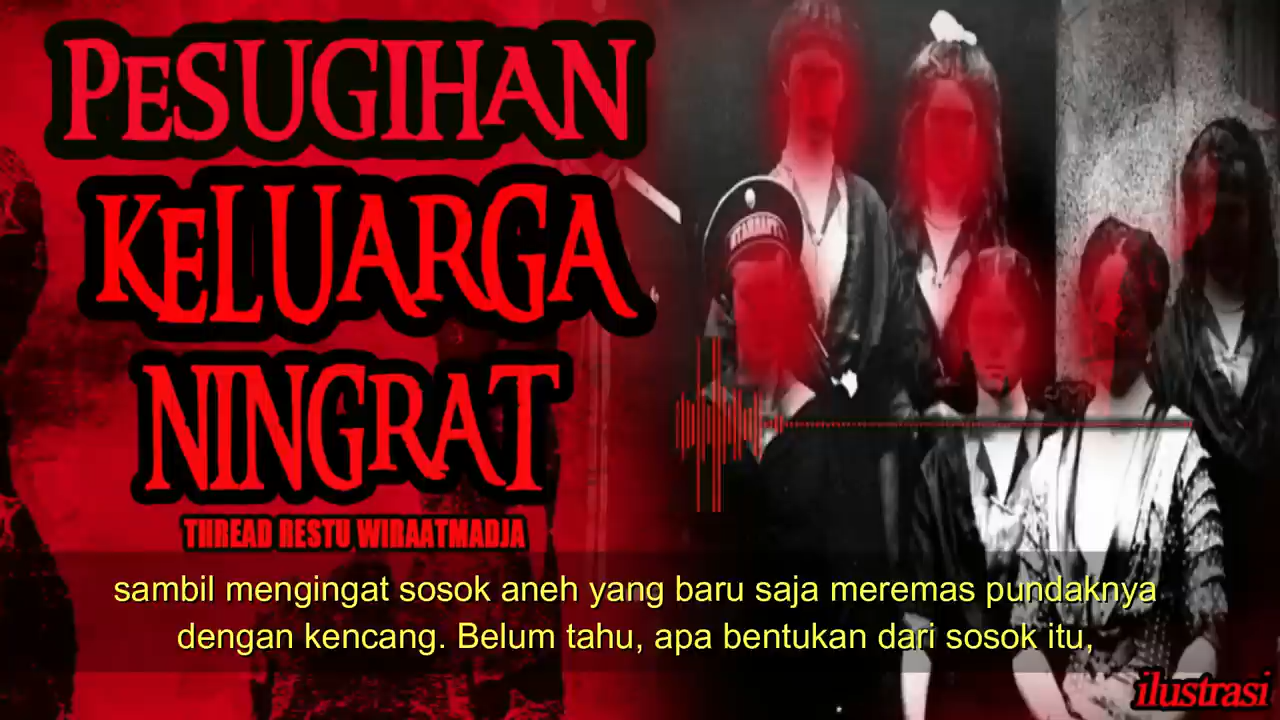 PESUGIHAN
KELUARGA
NINGRAT
THREAD RESTU WIRAATMADJA
sambil mengingat sosok aneh yang baru saja meremas pundaknya
dengan kencang. Belum tahu, apa bentukan dari sosok itu,
ilustrasi